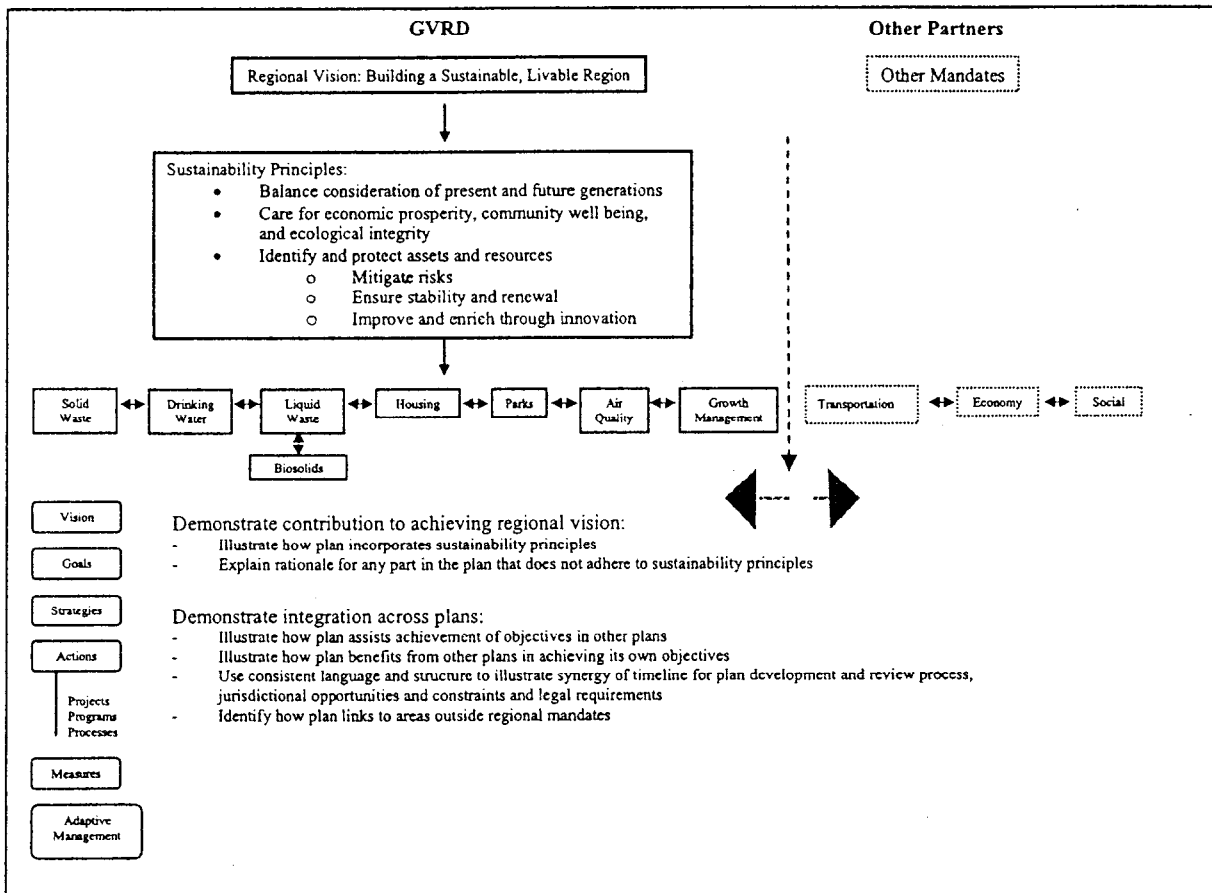 GVRD
Other Partners
Regional Vision: Building a Sustainable, Livable Region
Other Mandates
Sustainability Principles:
• Balance consideration of present and future generations
• Care for economic prosperity, community well being,
and ecological integrity
• Identify and protect assets and resources
o Mitigate risks
o Ensure stability and renewal
o Improve and enrich through innovation
Solid
Waste
Drinking
Water
Liquid
Waste
Housing
Parks
Air
Quality
Growth
Management
Transportation
Economy
Social
Biosolids
Vision
Goals
Strategies
Actions
Projects
Programs
Processes
Measures
Adaptive
Management
Demonstrate contribution to achieving regional vision:
- Illustrate how plan incorporates sustainability principles
- Explain rationale for any part in the plan that does not adhere to sustainability principles
Demonstrate integration across plans:
- Illustrate how plan assists achievement of objectives in other plans
- Illustrate how plan benefits from other plans in achieving its own objectives
- Use consistent language and structure to illustrate synergy of timeline for plan development and review process,
jurisdictional opportunities and constraints and legal requirements
- Identify how plan links to areas outside regional mandates